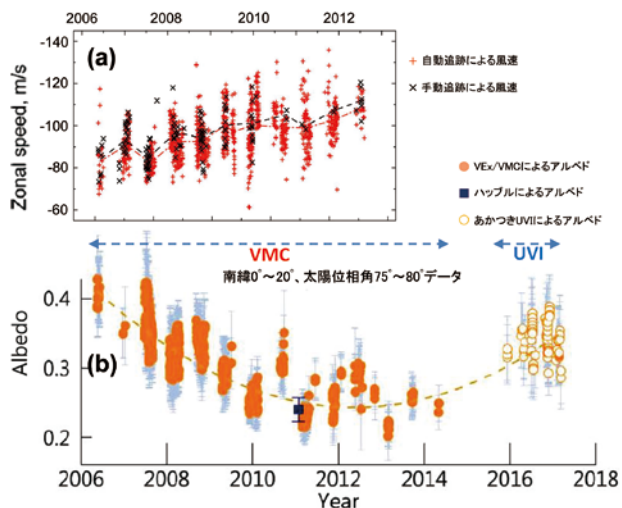 2006 2008 2010 2012
-140
-120
-100
-80
-60
Zonal speed, m/s
(a)
+ 自動追跡による風速
× 手動追跡による風速
VEx/VMCによるアルベド
ハッブルによるアルベド
あかつきUVIによるアルベド
VMC
UVI
南緯0°～20°、太陽位相角75°～80°データ
0.4
0.3
0.2
Albedo
(b)
2006 2008 2010 2012 2014 2016 2018
Year